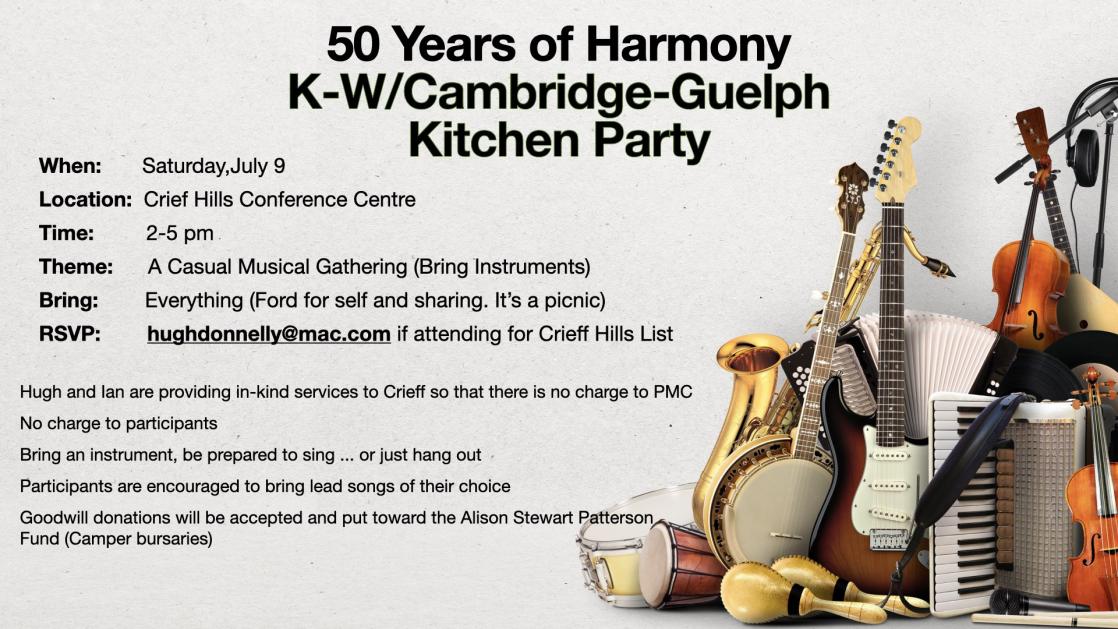 50 Years of Harmony
K-W/Cambridge-Guelph
Kitchen Party
When: Saturday,July 9
Location: Crief Hills Conference Centre
Time: 2-5 pm
Theme: A Casual Musical Gathering (Bring Instruments)
Bring: Everything (Ford for self and sharing. It's a picnic)
RSVP: hughdonnelly@mac.com if attending for Crieff Hills List
Hugh and Ian are providing in-kind services to Crieff so that there is no charge to PMC
No charge to participants
Bring an instrument, be prepared to sing ... or just hang out
Participants are encouraged to bring lead songs of their choice
Goodwill donations will be accepted and put toward the Alison Stewart Patterson
Fund (Camper bursaries)